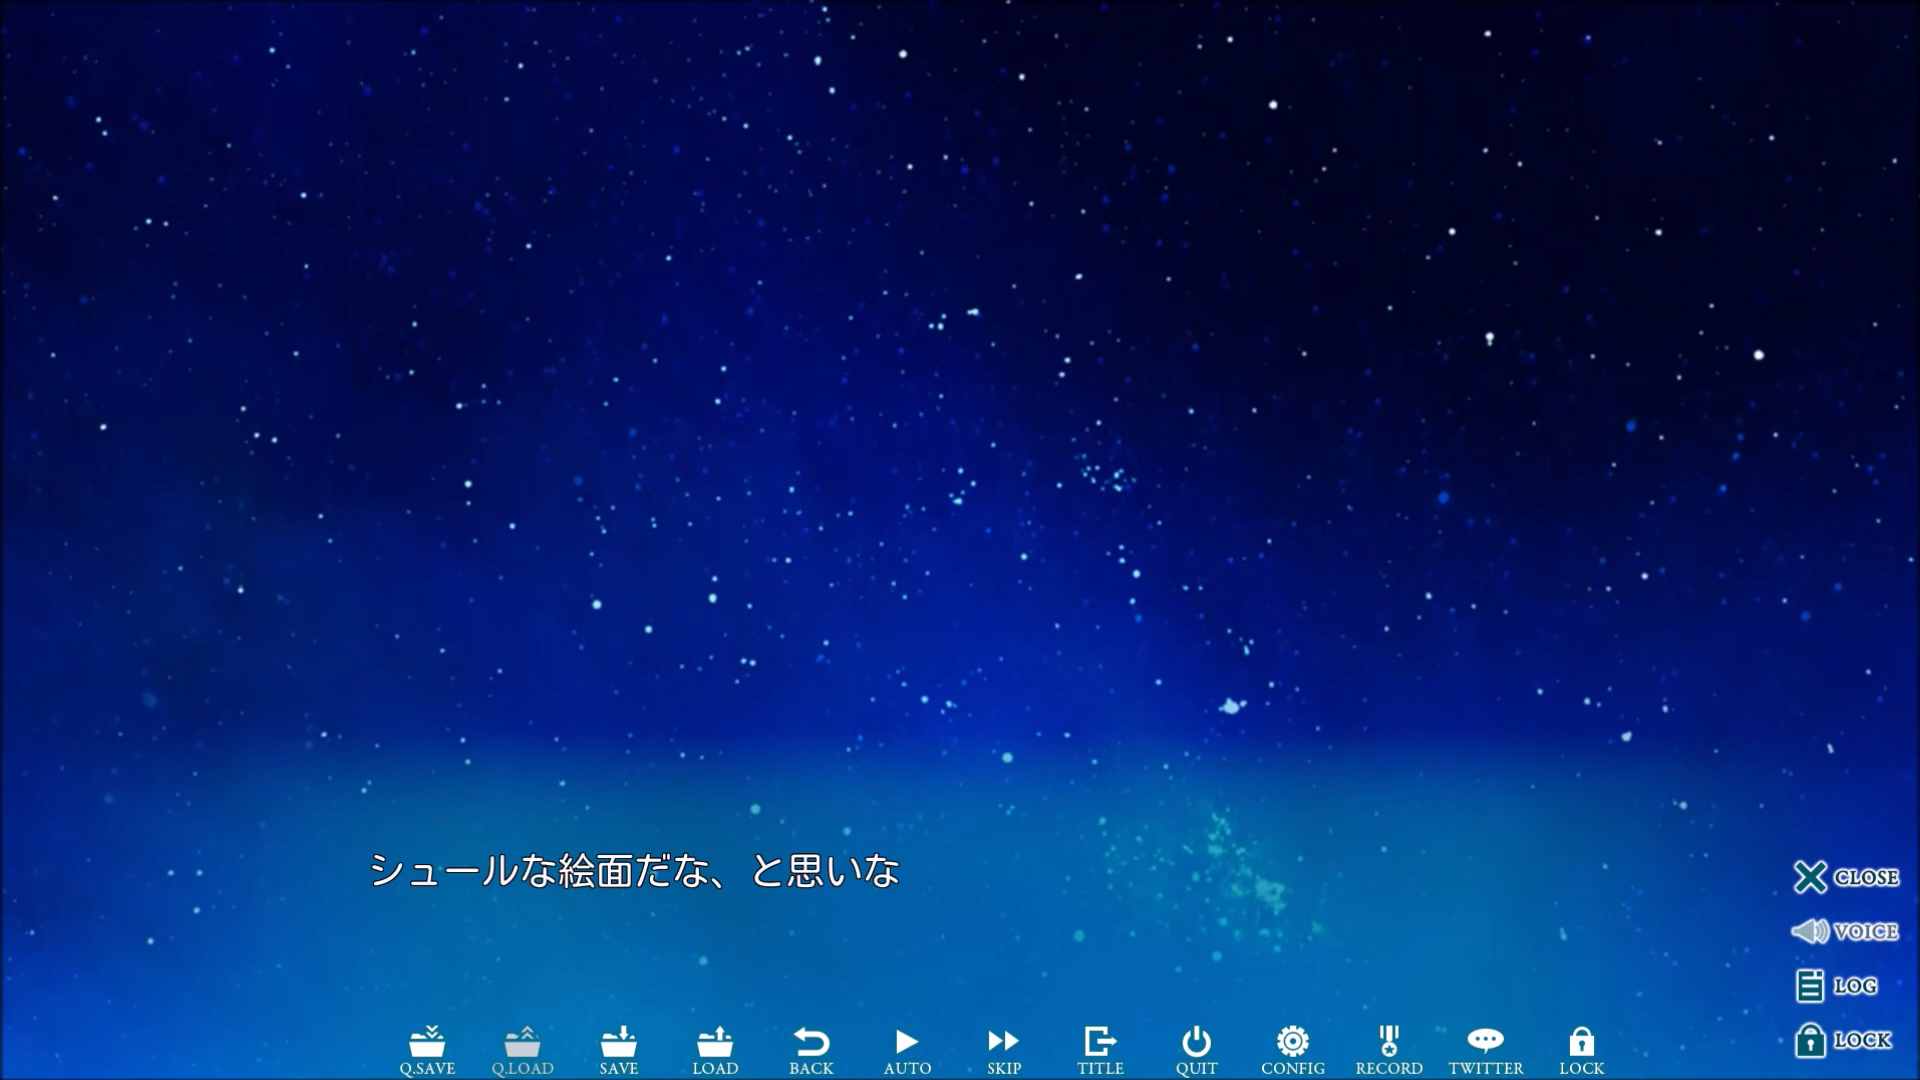 シュールな絵面だな、と思いな
CLOSE
VOICE
LOG
LOCK
Q.SAVE Q.LOAD SAVE LOAD BACK AUTO SKIP TITLE QUIT CONFIG RECORD TWITTER LOCK